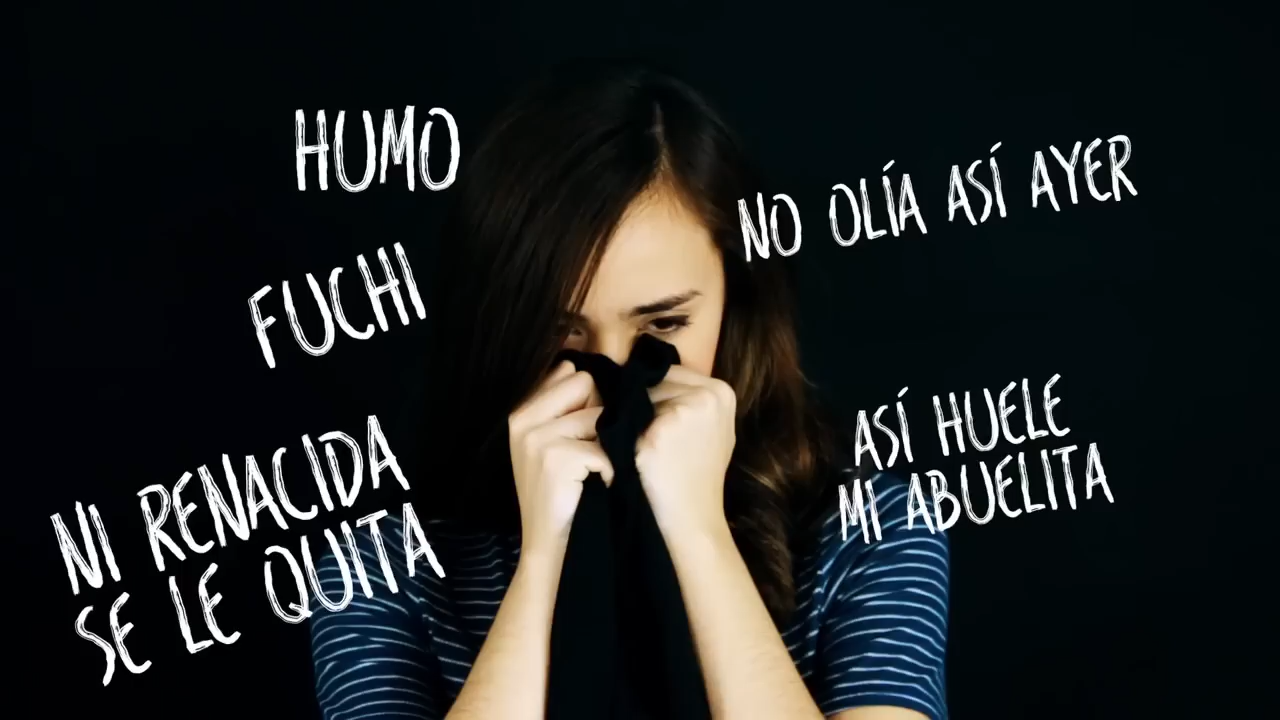 HUMO
FUCHI
NI RENACIDA
SE LE QUITA
NO OLÍA ASÍ AYER
ASÍ HUELE
MI ABUELITA